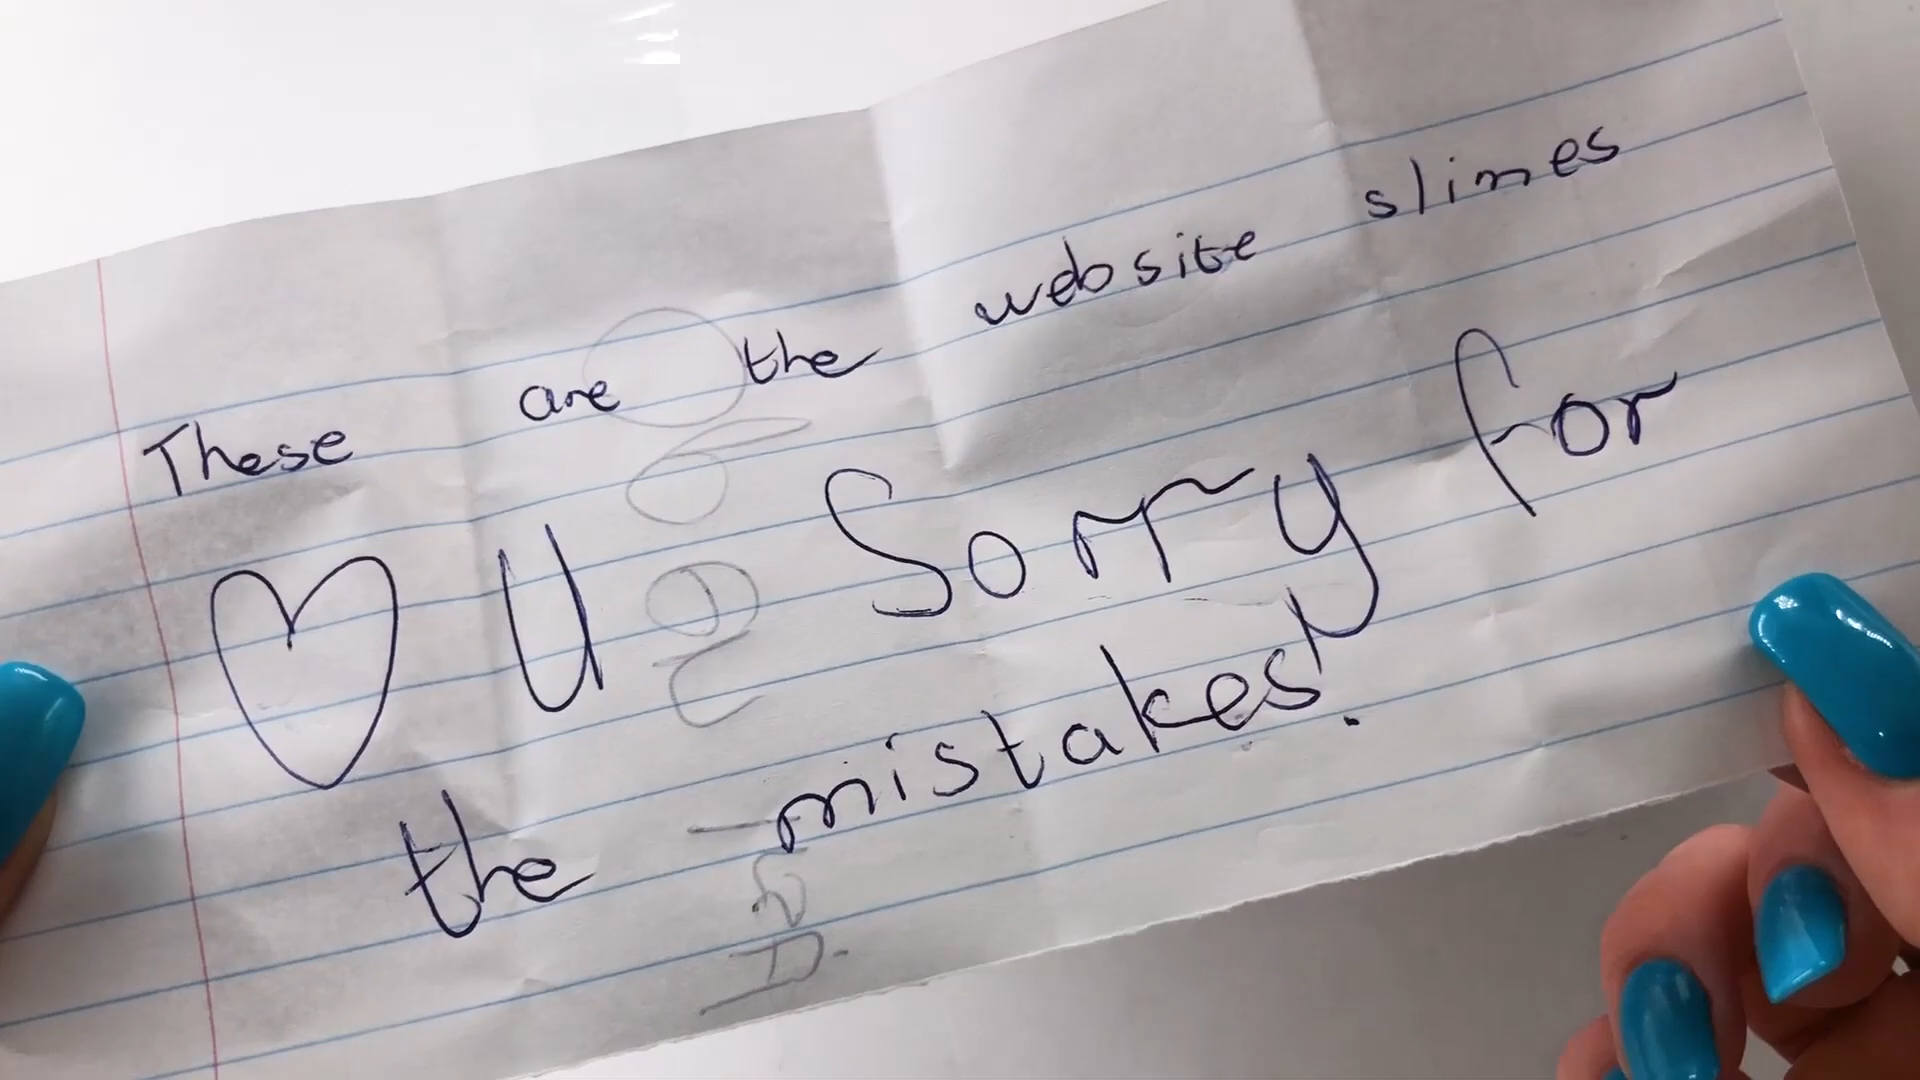 These are the website slimes
♡ U Sorry for
the mistakes!